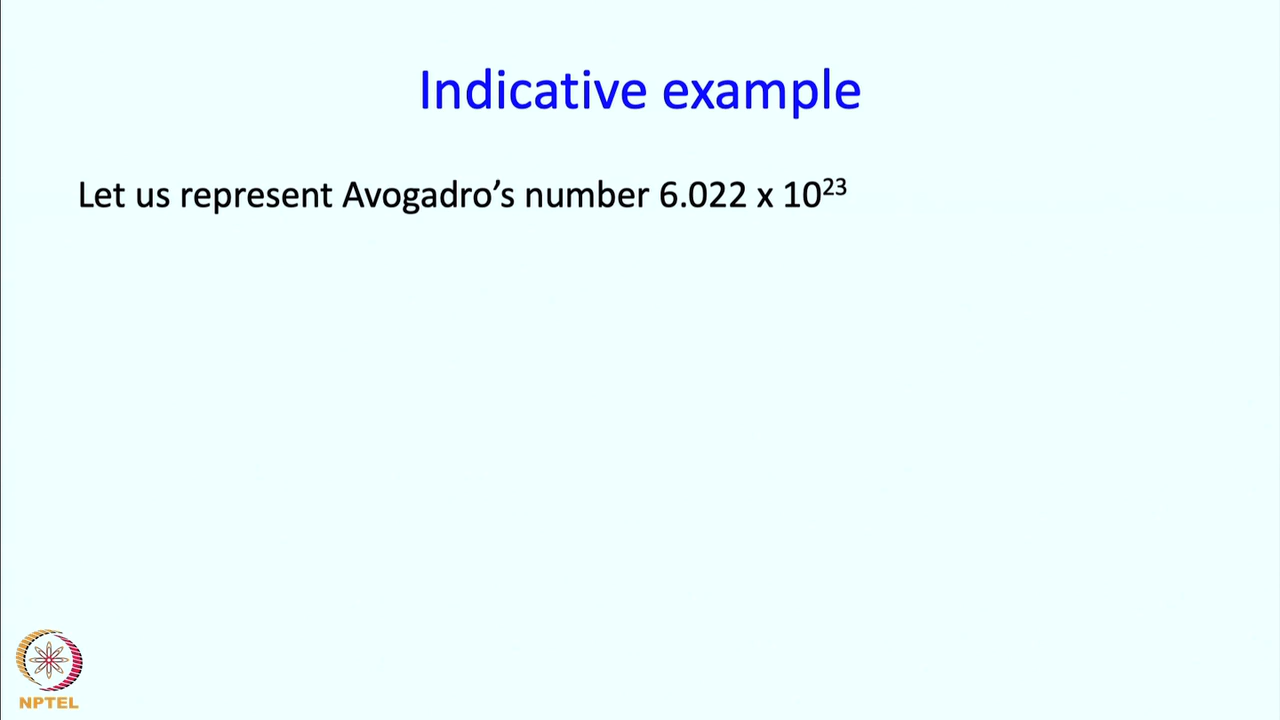 Indicative example
Let us represent Avogadro’s number 6.022 x 10²³
NPTEL